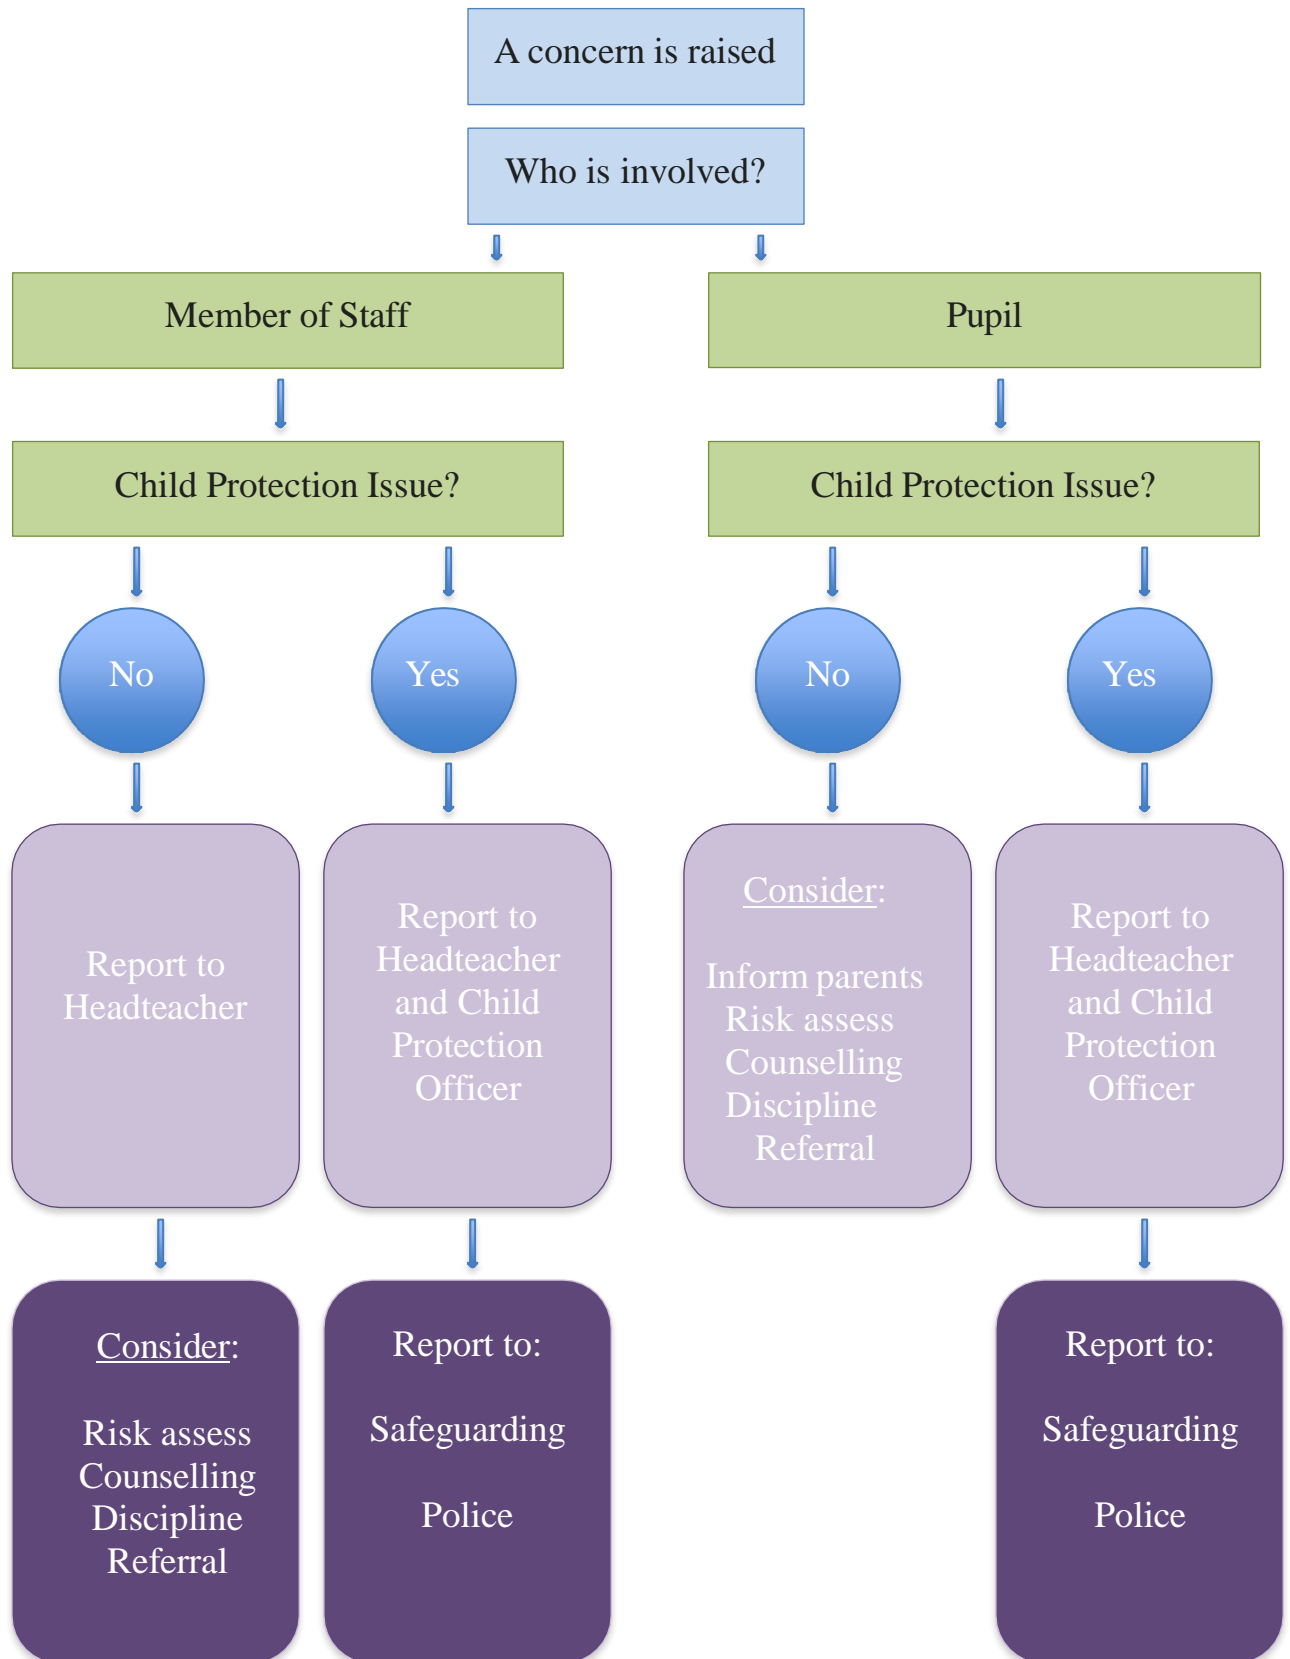 A concern is raised
Who is involved?
Member of Staff
Pupil
Child Protection Issue?
Child Protection Issue?
No
Yes
No
Yes
Report to
Headteacher
Report to
Headteacher
and Child
Protection
Officer
Consider:
Inform parents
Risk assess
Counselling
Discipline
Referral
Report to
Headteacher
and Child
Protection
Officer
Consider:
Risk assess
Counselling
Discipline
Referral
Report to:
Safeguarding
Police
Report to:
Safeguarding
Police